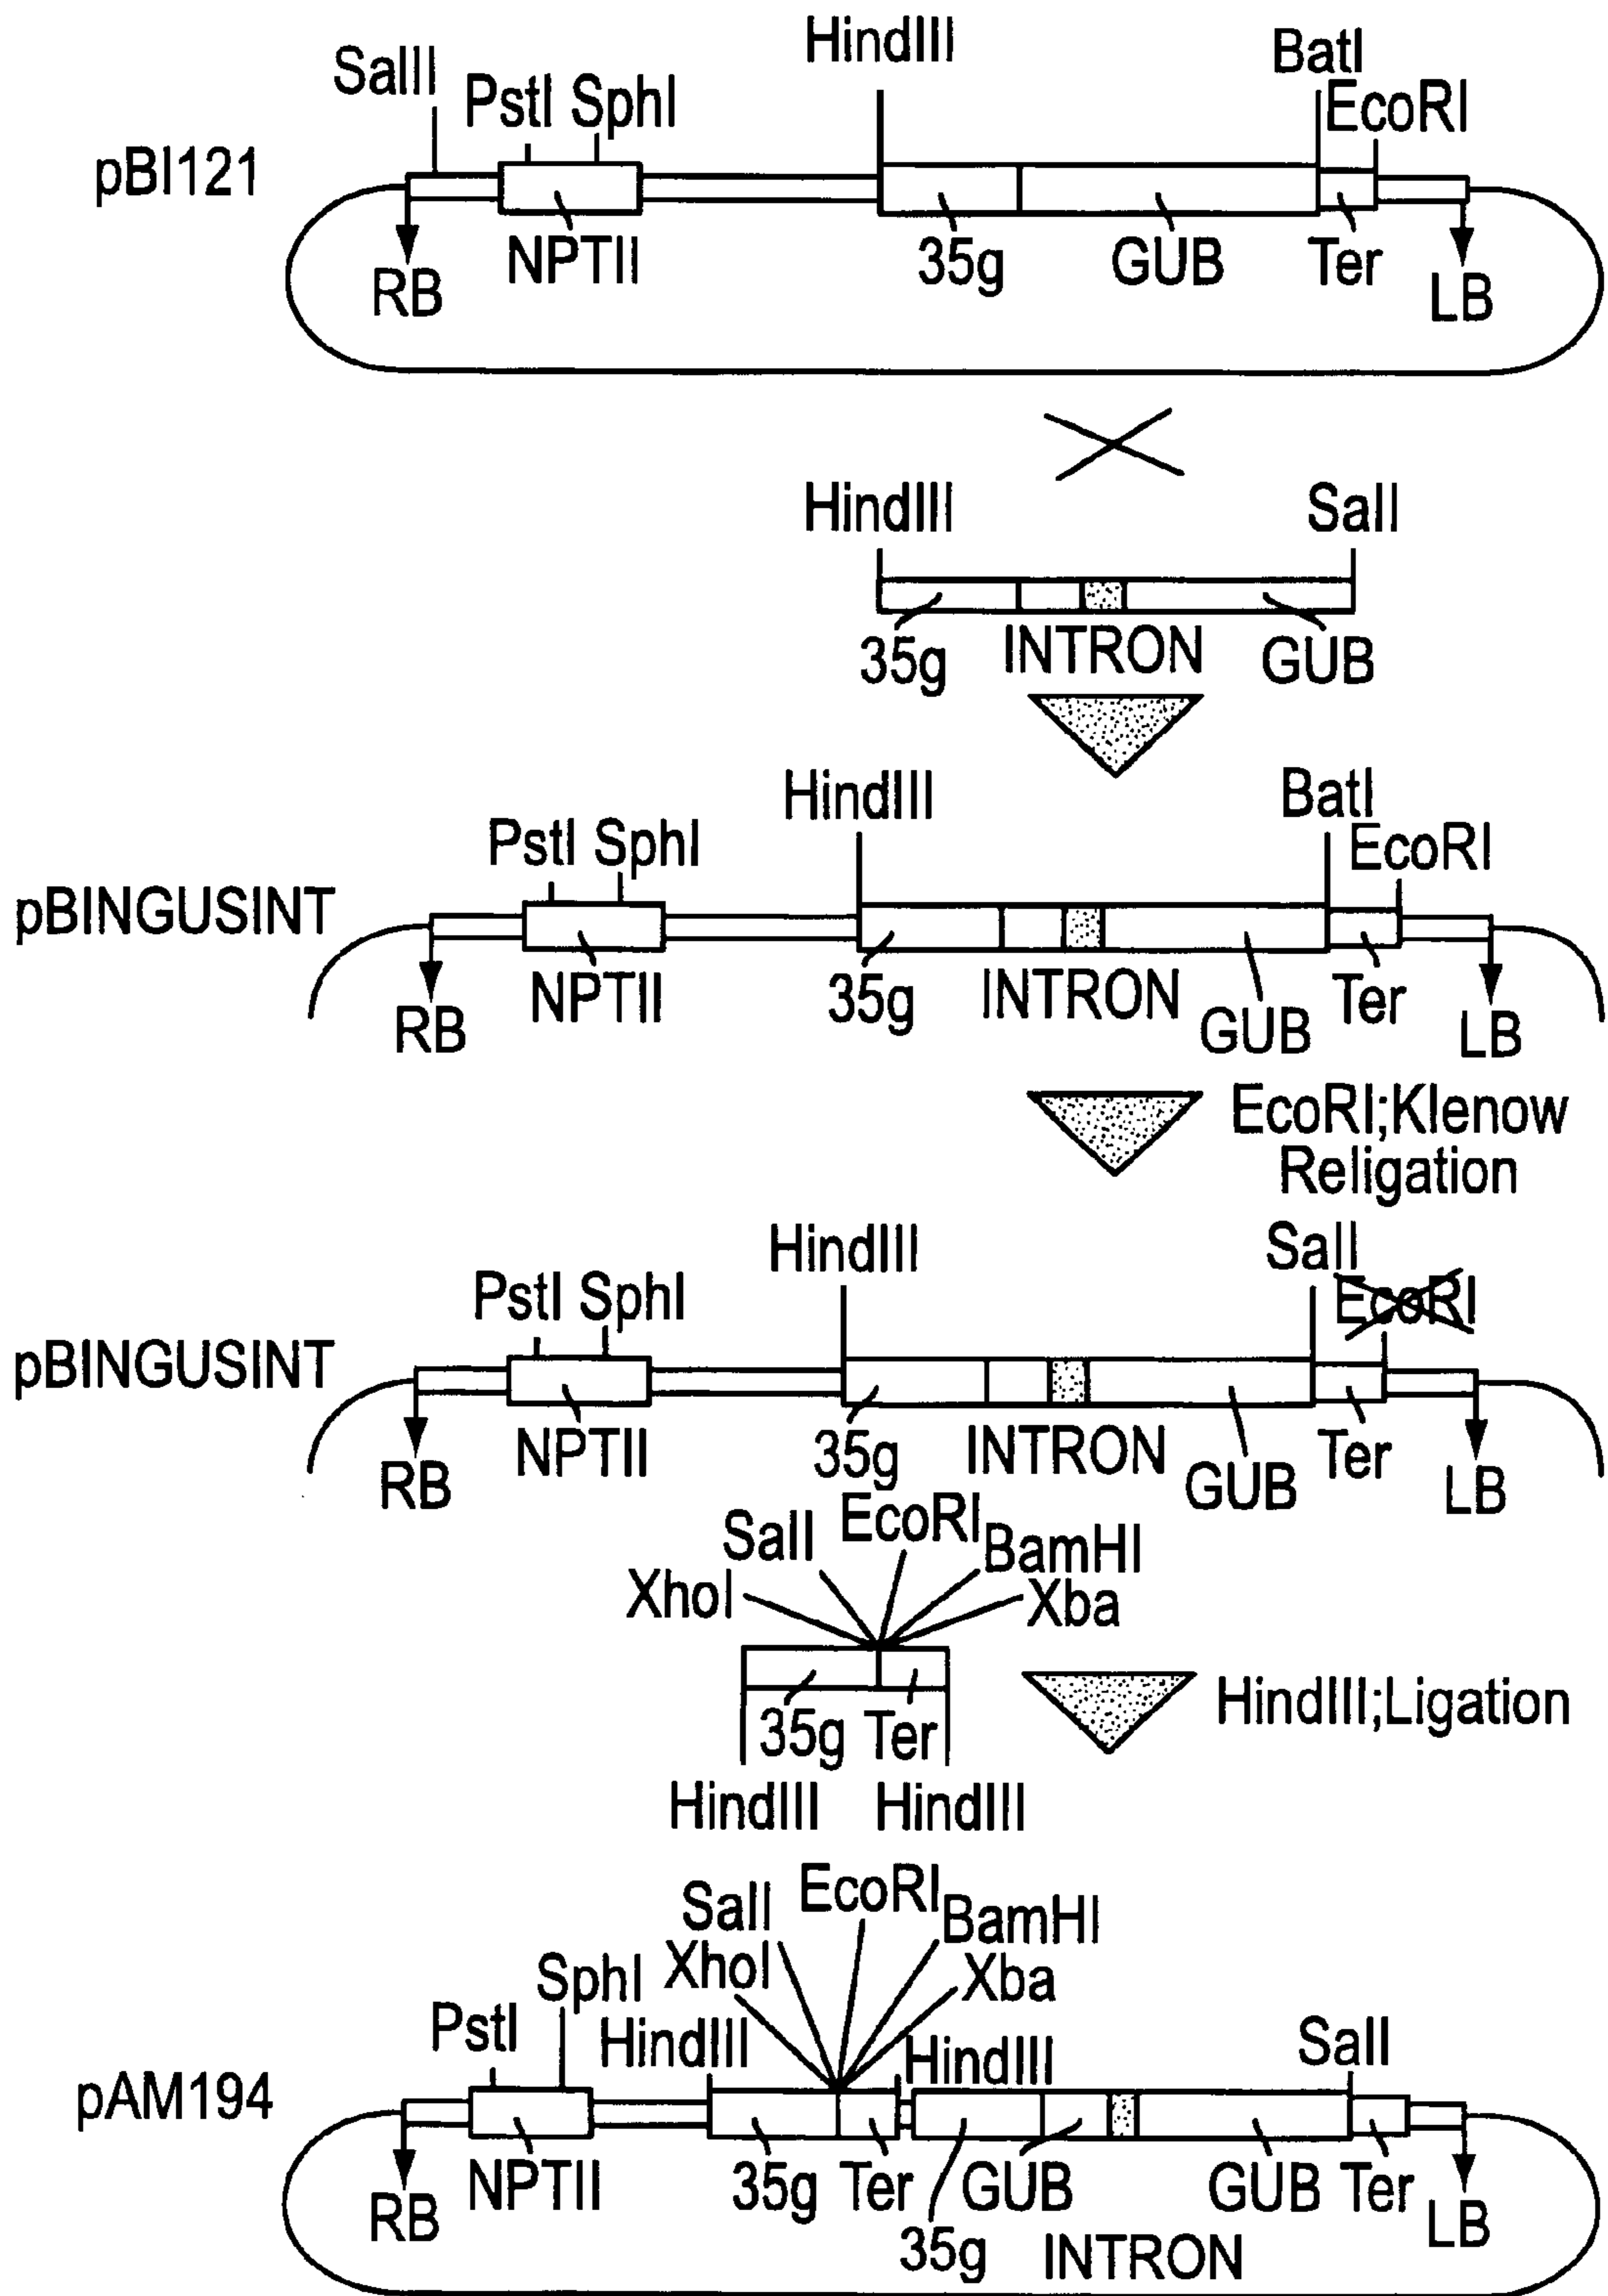 HindIII
BatI
SalII
PstI SphI
EcoRI
pBI121
NPTII
35g
GUB
Ter
RB
LB
HindIII
SalI
35g
INTRON
GUB
HindIII
BatI
PstI SphI
EcoRI
pBINGUSINT
NPTII
35g
INTRON
Ter
RB
GUB
LB
EcoRI;Klenow
Religation
HindIII
SalI
PstI SphI
EcoRI
pBINGUSINT
NPTII
35g
INTRON
Ter
RB
GUB
LB
SalI
EcoRI
BamHI
XhoI
Xba
35g
Ter
HindIII;Ligation
HindIII
HindIII
SalI
EcoRI
BamHI
SphI
XhoI
Xba
PstI
HindIII
HindIII
SalI
pAM194
NPTII
35g
Ter
GUB
GUB
Ter
RB
LB
35g
INTRON